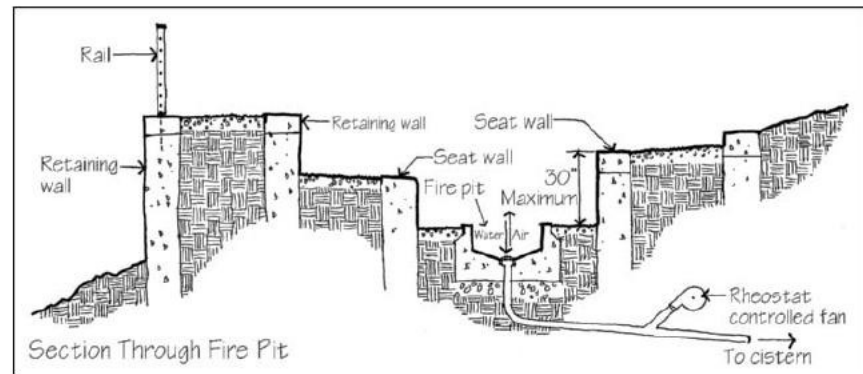 Rail
Retaining wall
Seat wall
Retaining
wall
Seat wall
Fire pit
30"
Maximum
Water
Air
Rheostat
controlled fan
To cistern
Section Through Fire Pit